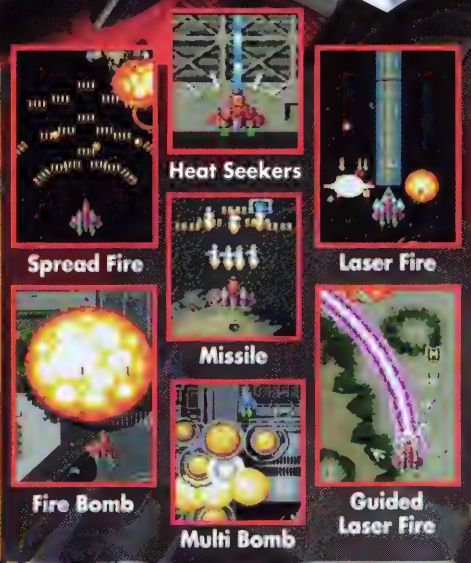 Heat Seekers
Spread Fire
Laser Fire
Missile
Fire Bomb
Multi Bomb
Guided
Laser Fire